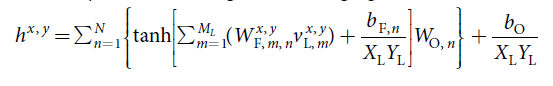 h^{x,y} = \sum_{n=1}^{N} \left\{ \tanh \left[ \sum_{m=1}^{M_L} (W_{F,m,n}^{x,y} v_{L,m}^{x,y}) + \frac{b_{F,n}}{X_L Y_L} \right] W_{O,n} \right\} + \frac{b_O}{X_L Y_L}